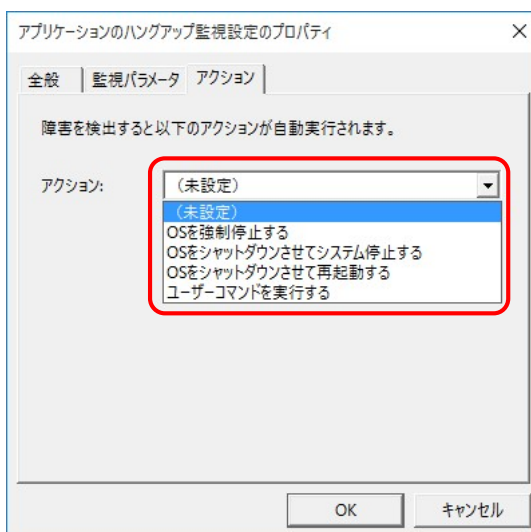 アプリケーションのハングアップ監視設定のプロパティ
全般 監視パラメータ アクション
障害を検出すると以下のアクションが自動実行されます。
アクション: (未設定)
(未設定)
OSを強制停止する
OSをシャットダウンさせてシステム停止する
OSをシャットダウンさせて再起動する
ユーザーコマンドを実行する
OK キャンセル